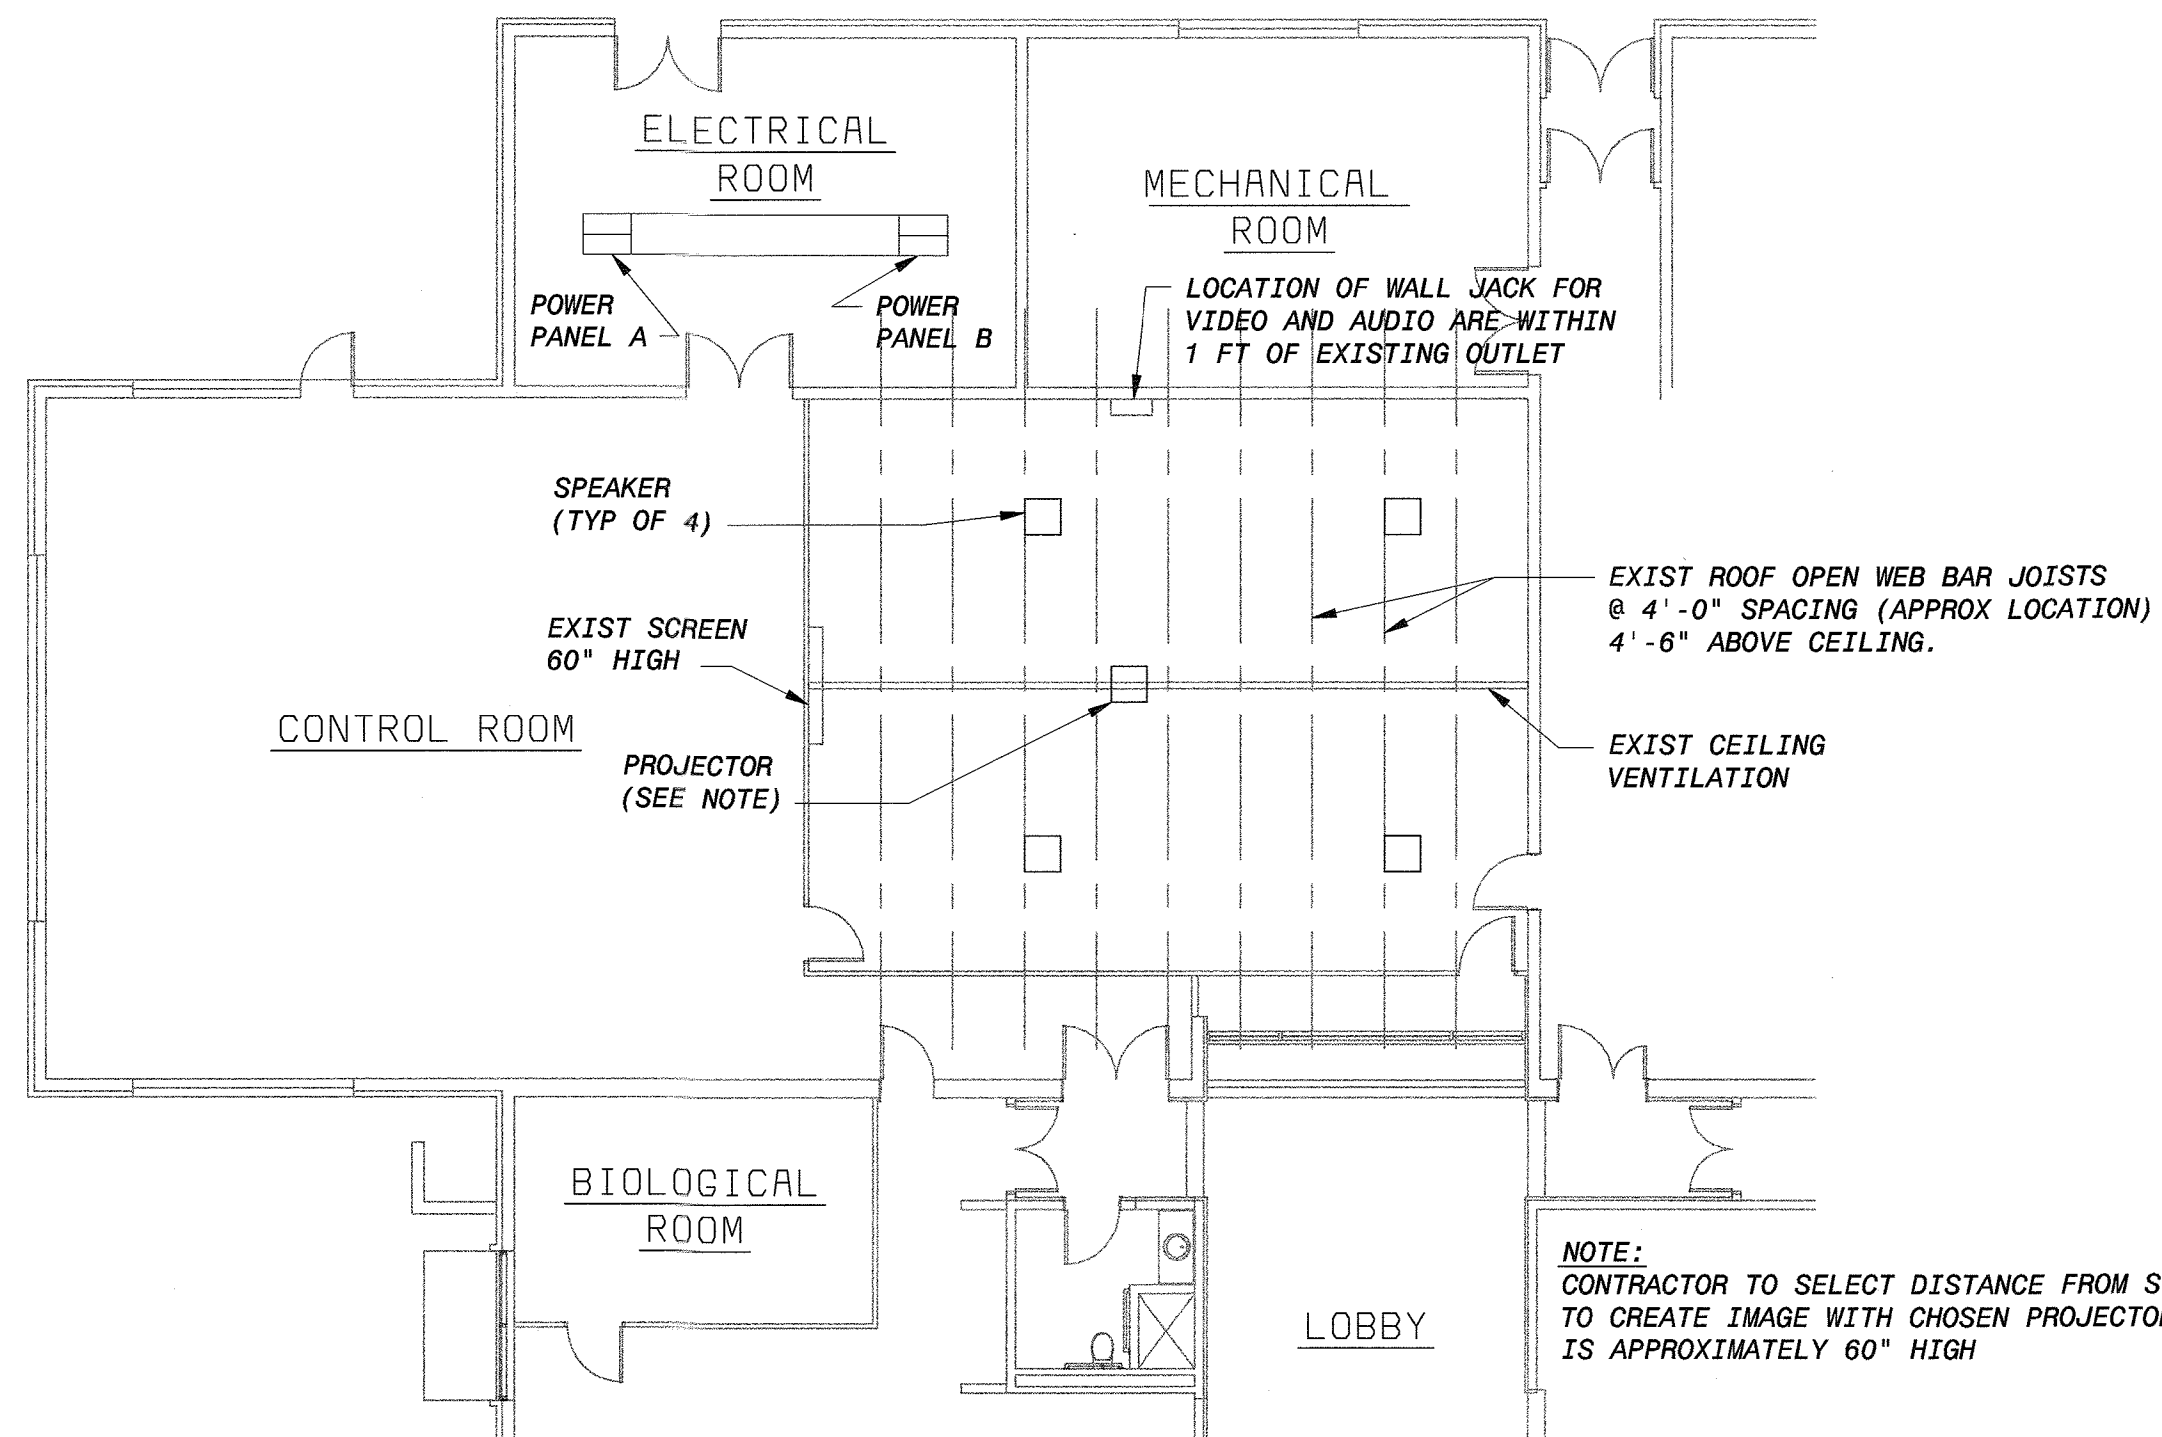 ELECTRICAL
ROOM
MECHANICAL
ROOM
POWER
PANEL A
POWER
PANEL B
LOCATION OF WALL JACK FOR
VIDEO AND AUDIO ARE WITHIN
1 FT OF EXISTING OUTLET
SPEAKER
(TYP OF 4)
EXIST ROOF OPEN WEB BAR JOISTS
@ 4'-0" SPACING (APPROX LOCATION)
4'-6" ABOVE CEILING.
EXIST SCREEN
60" HIGH
CONTROL ROOM
PROJECTOR
(SEE NOTE)
EXIST CEILING
VENTILATION
BIOLOGICAL
ROOM
LOBBY
NOTE:
CONTRACTOR TO SELECT DISTANCE FROM S
TO CREATE IMAGE WITH CHOSEN PROJECTO
IS APPROXIMATELY 60" HIGH